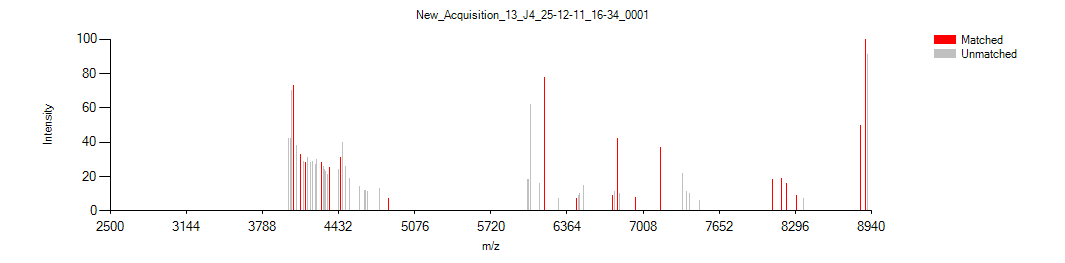 New_Acquisition_13_J4_25-12-11_16-34_0001
Matched
Unmatched
Intensity
100
80
60
40
20
0
2500 3144 3788 4432 5076 5720 6364 7008 7652 8296 8940
m/z